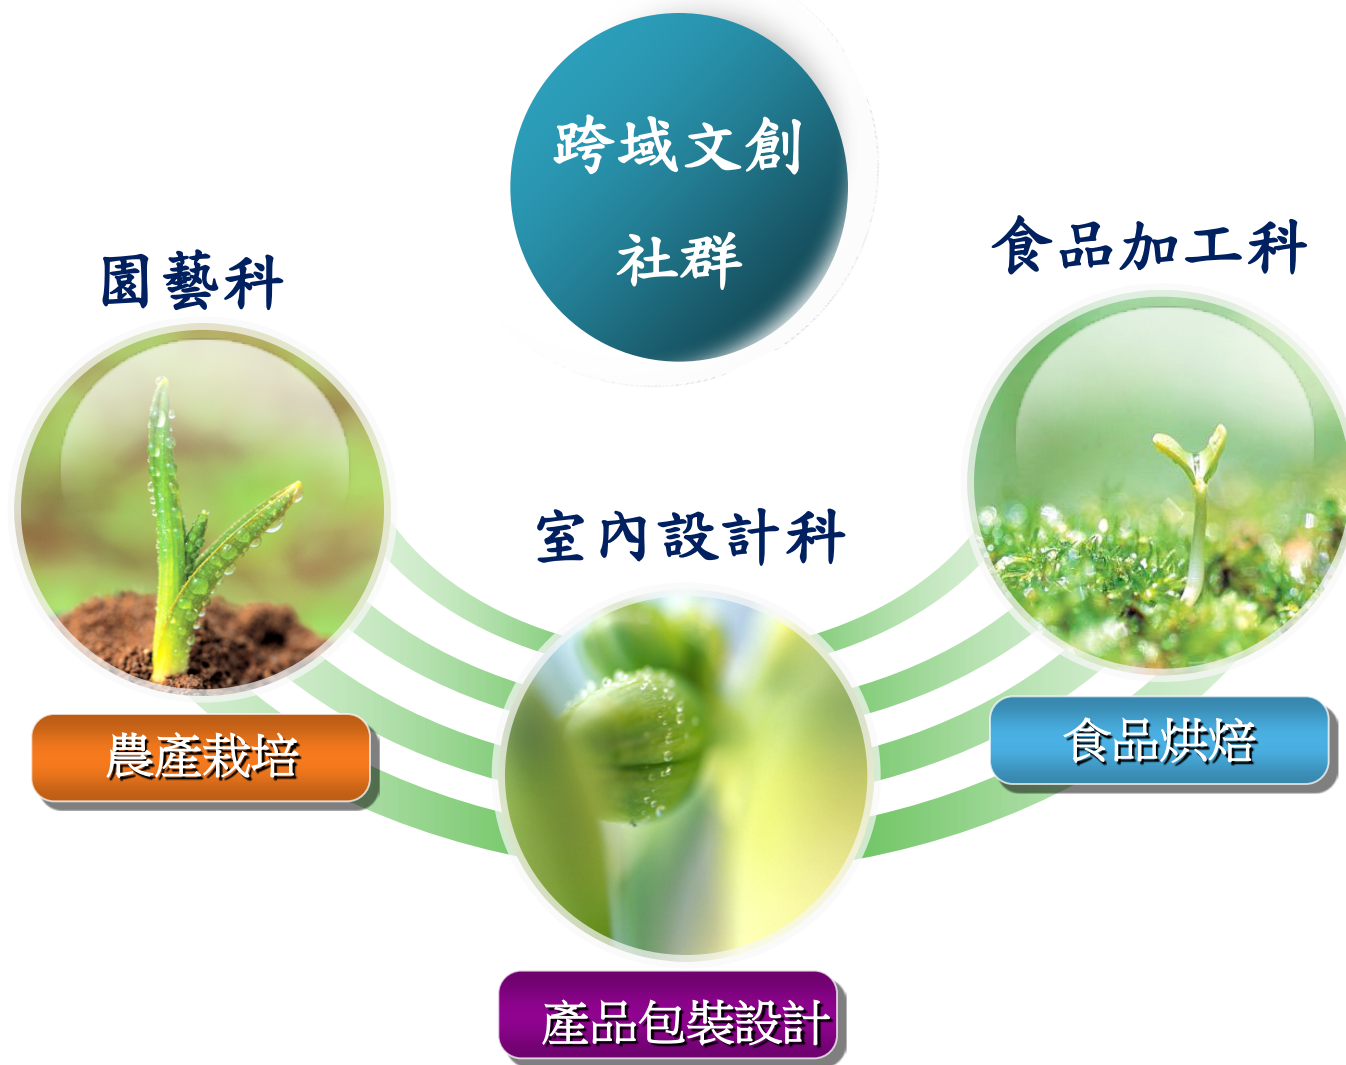 跨域文創
社群
園藝科
食品加工科
室內設計科
農產栽培
食品烘焙
產品包裝設計